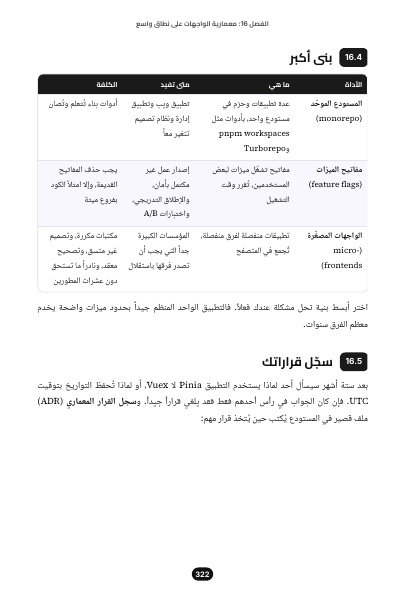 الفصل 16: معمارية الواجهات على نطاق واسع
16.4 بنى أكبر
الأداة ما هي متى تفيد الكلفة
المستودع الموحّد عدة تطبيقات وحزم في تطبيق ويب وتطبيق أدوات بناء تُتعلم وتُصان
(monorepo) مستودع واحد، بأدوات مثل إدارة ونظام تصميم
pnpm workspaces تتغير معاً
وTurborepo
مفاتيح الميزات مفاتيح تشغّل ميزات لبعض إصدار عمل غير يجب حذف المفاتيح
(feature flags) المستخدمين، تُقرر وقت مكتمل بأمان، القديمة، وإلا امتلأ الكود
التشغيل والإطلاق التدريجي، بفروع ميتة
واختبارات A/B
الواجهات المصغّرة تطبيقات منفصلة لفرق منفصلة، المؤسسات الكبيرة مكتبات مكررة، وتصميم
(micro- تُجمع في المتصفح جداً التي يجب أن غير متسق، وتصحيح
frontends) تصدر فرقها باستقلال معقد، ونادراً ما تستحق
دون عشرات المطورين
اختر أبسط بنية تحل مشكلة عندك فعلاً. فالتطبيق الواحد المنظم جيداً بحدود ميزات واضحة يخدم
معظم الفرق سنوات.
16.5 سجّل قراراتك
بعد ستة أشهر سيسأل أحد لماذا يستخدم التطبيق Pinia لا Vuex، أو لماذا تُحفظ التواريخ بتوقيت
UTC. فإن كان الجواب في رأس أحدهم فقط فقد يلغي قراراً جيداً. وسجل القرار المعماري (ADR)
ملف قصير في المستودع يُكتب حين يُتخذ قرار مهم:
322